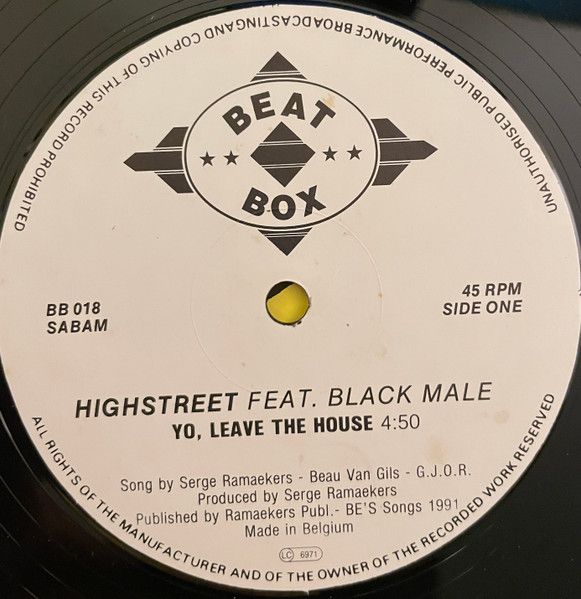 UNAUTHORISED PUBLIC PERFORMANCE BROADCASTING AND COPYING OF THIS RECORD PROHIBITED
BEAT
BOX
BB 018
SABAM
45 RPM
SIDE ONE
HIGHSTREET FEAT. BLACK MALE
YO, LEAVE THE HOUSE 4:50
Song by Serge Ramaekers - Beau Van Gils - G.J.O.R.
Produced by Serge Ramaekers
Published by Ramaekers Publ.- BE'S Songs 1991
Made in Belgium
LC 6971
ALL RIGHTS OF THE MANUFACTURER AND OF THE OWNER OF THE RECORDED WORK RESERVED